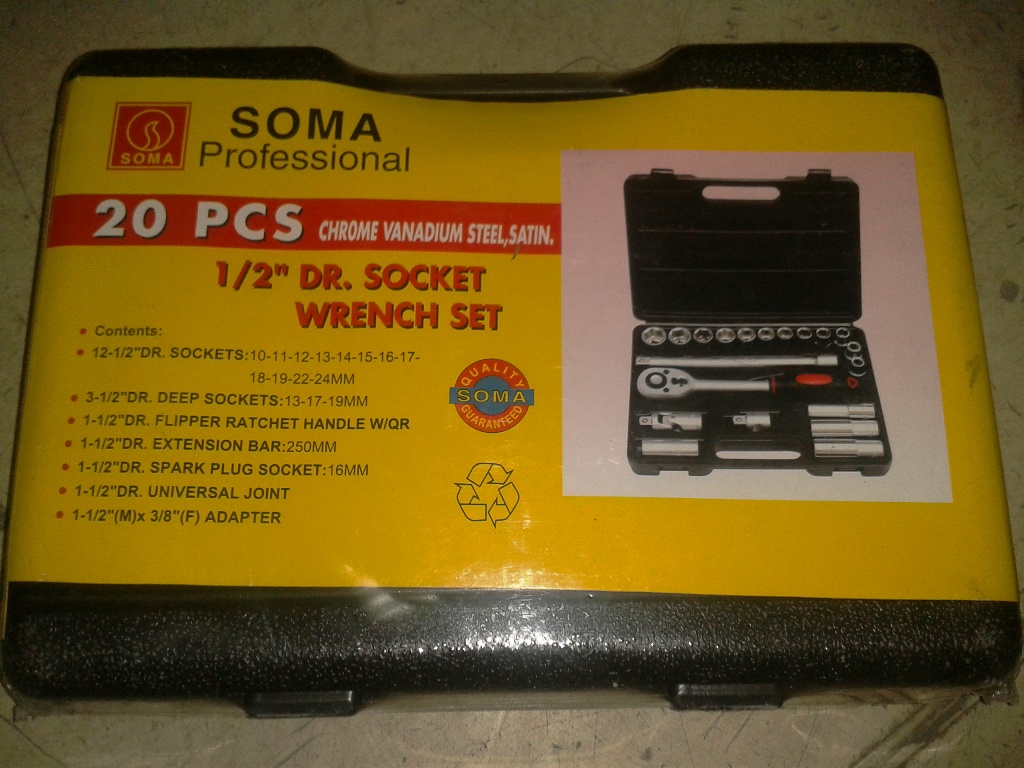 SOMA
SOMA
Professional
20 PCS CHROME VANADIUM STEEL,SATIN.
1/2" DR. SOCKET
WRENCH SET
• Contents:
• 12-1/2"DR. SOCKETS:10-11-12-13-14-15-16-17-
18-19-22-24MM
• 3-1/2"DR. DEEP SOCKETS:13-17-19MM
• 1-1/2"DR. FLIPPER RATCHET HANDLE W/QR
• 1-1/2"DR. EXTENSION BAR:250MM
• 1-1/2"DR. SPARK PLUG SOCKET:16MM
• 1-1/2"DR. UNIVERSAL JOINT
• 1-1/2"(M)x 3/8"(F) ADAPTER
QUALITY
SOMA
GUARANTEED